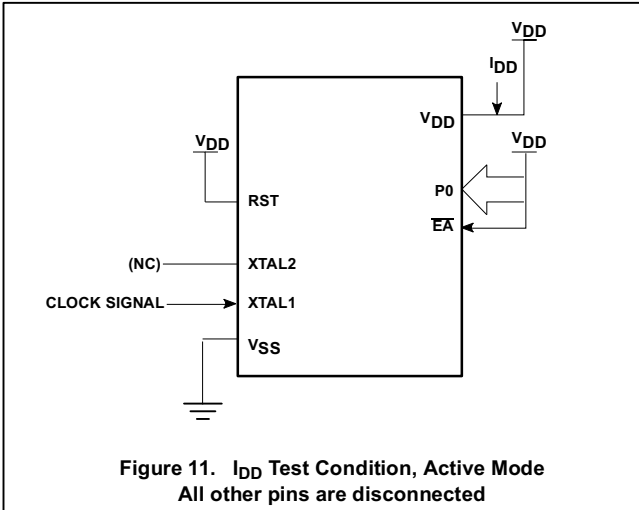 VDD
IDD
VDD
VDD
VDD
P0
RST
EA
(NC)
XTAL2
CLOCK SIGNAL
XTAL1
VSS
Figure 11. IDD Test Condition, Active Mode
All other pins are disconnected